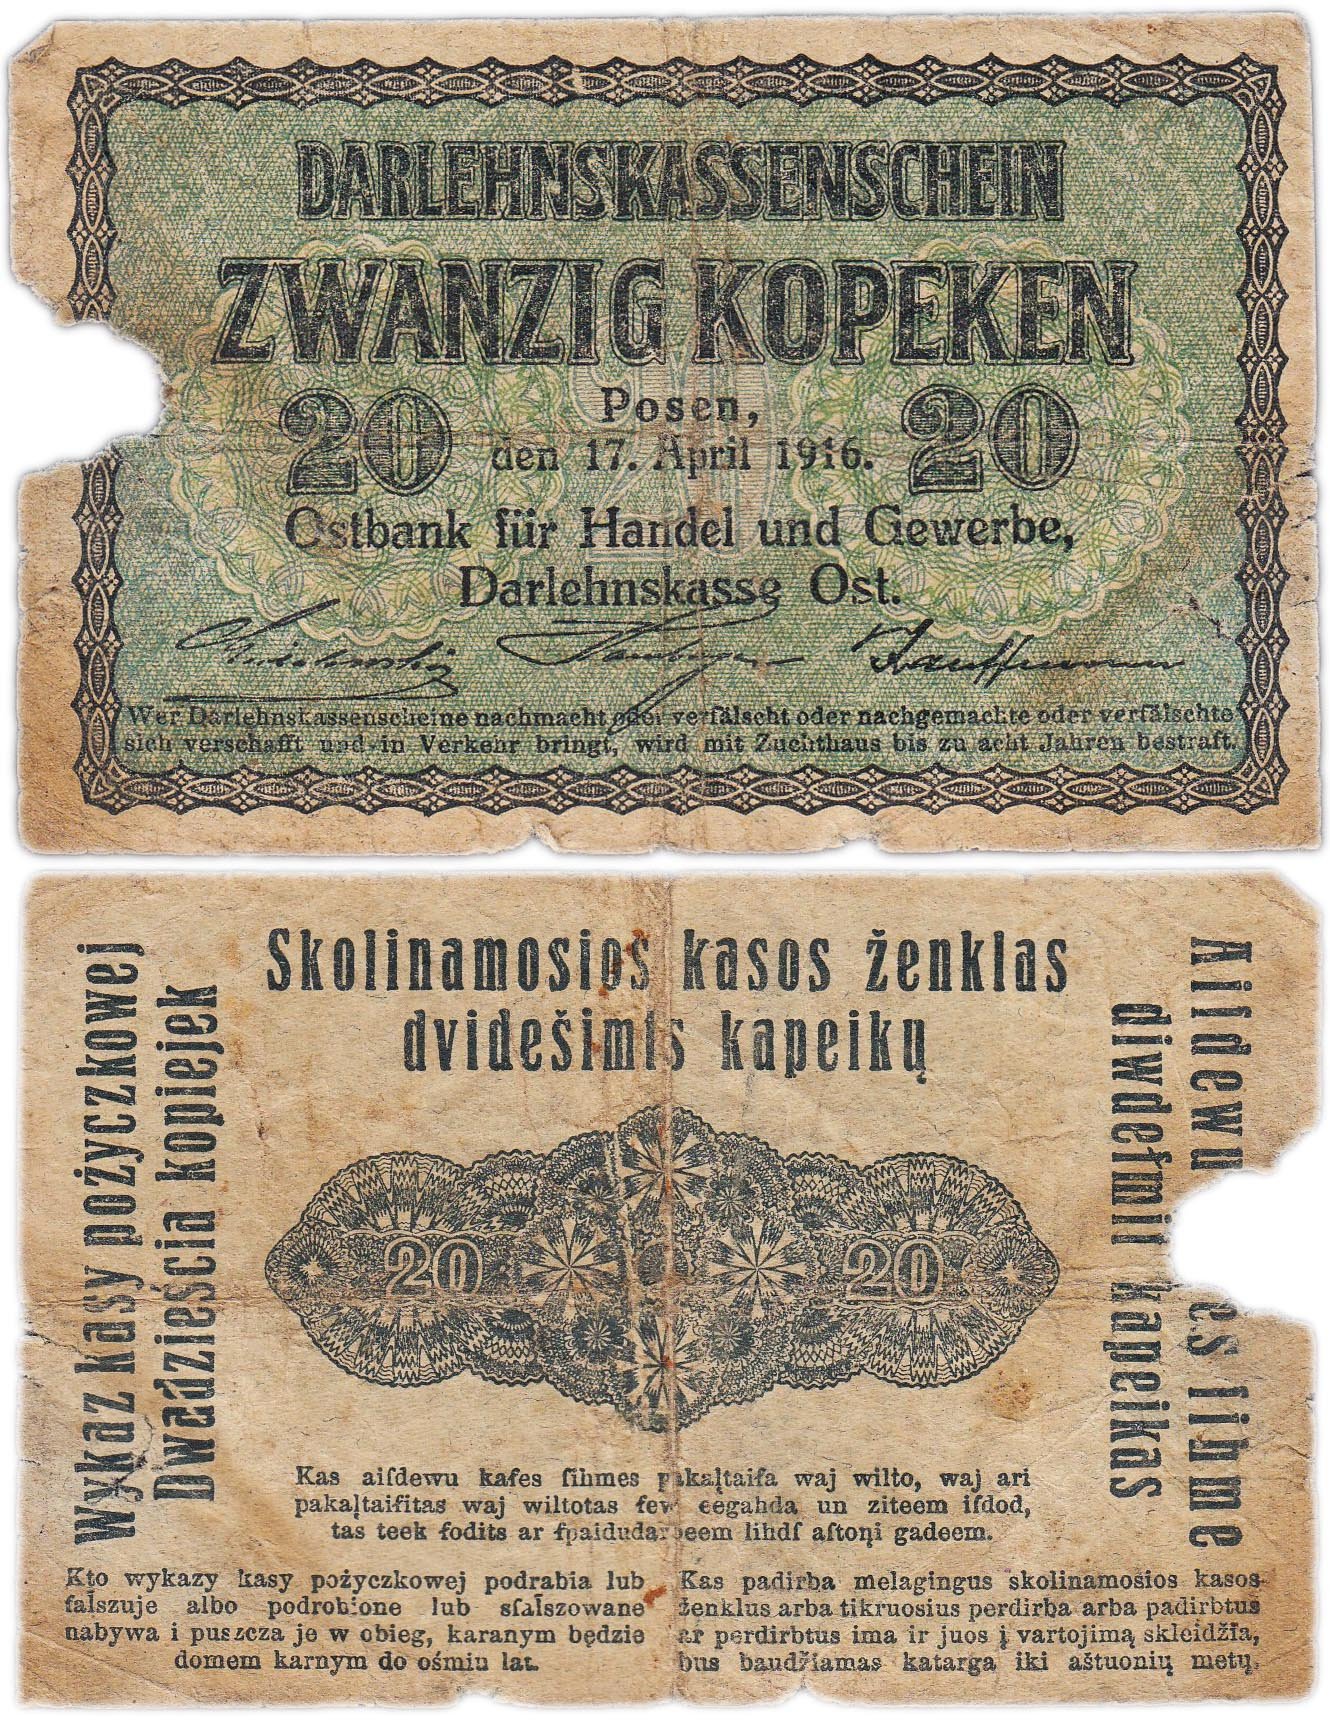 DARLEHNSKASSENSCHEIN
ZWANZIG KOPEKEN
20
20
Posen,
den 17. April 1916.
20
Ostbank für Handel und Gewerbe,
Darlehnskasse Ost.
Wer Darlehnskassenscheine nachmacht oder verfälscht oder nachgemachte oder verfälschte
sich verschafft und in Verkehr bringt, wird mit Zuchthaus bis zu acht Jahren bestraft.
Wykaz kasy pożyczkowej
Dwadzieścia kopiejek
Skolinamosios kasos ženklas
dvidešimts kapeikų
Aiſdewu es ſihme
diwdeſmit kapeikas
20
20
Kas aiſdewu kaſes ſihmes pakaļtaiſa waj wilto, waj ari
pakaļtaiſitas waj wiltotas ſew eegahda un ziteem iſdod,
tas teek ſodits ar ſpaidudarbeem lihdſ aſtoņi gadeem.
Kto wykazy kasy pożyczkowej podrabia lub
fałszuje albo podrobione lub sfałszowane
nabywa i puszcza je w obieg, karanym będzie
domem karnym do ośmiu lat.
Kas padirba melagingus skolinamosios kasos
ženklus arba tikruosius perdirba arba padirbtus
ar perdirbtus ima ir juos į vartojimą skleidžia,
bus baudžiamas katarga iki aštuonių metų.